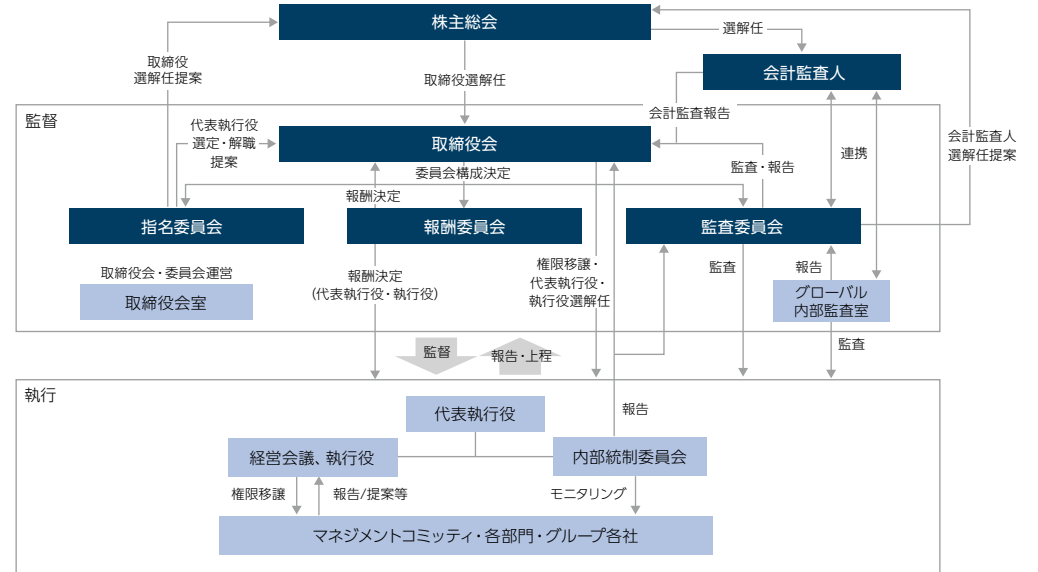 株主総会
選解任
取締役
選解任提案
取締役選解任
会計監査人
会計監査報告
監督
代表執行役
選定・解職
提案
取締役会
連携
会計監査人
選解任提案
監査・報告
委員会構成決定
報酬決定
指名委員会
報酬委員会
監査委員会
取締役会・委員会運営
取締役会室
報酬決定
(代表執行役・執行役)
権限移譲・
代表執行役・
執行役選解任
監査
報告
グローバル
内部監査室
監督
報告・上程
監査
執行
代表執行役
報告
経営会議、執行役
内部統制委員会
権限移譲
報告/提案等
モニタリング
マネジメントコミッティ・各部門・グループ各社